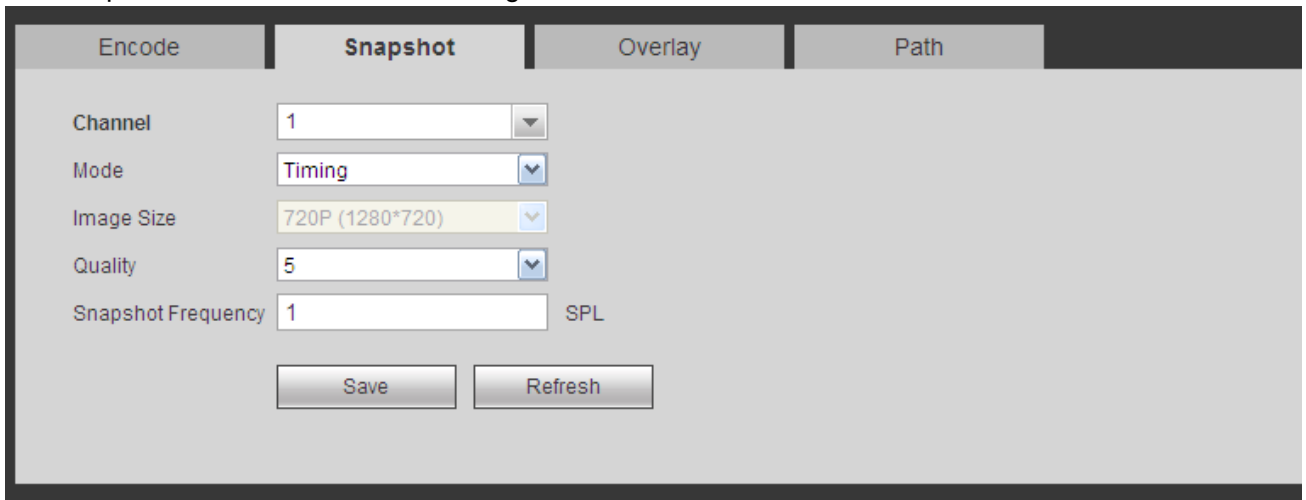 Encode Snapshot Overlay Path
Channel 1
Mode Timing
Image Size 720P (1280*720)
Quality 5
Snapshot Frequency 1 SPL
Save Refresh